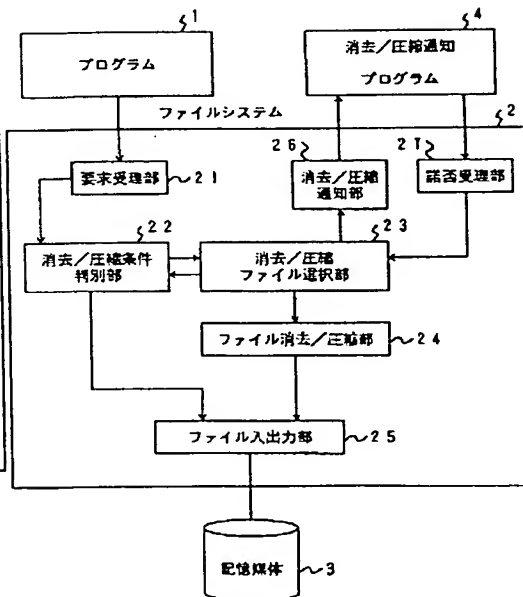 1
プログラム
4
消去/圧縮通知
プログラム
ファイルシステム
2
要求受理部
21
26
消去/圧縮
通知部
27
諾否受理部
22
消去/圧縮条件
判別部
23
消去/圧縮
ファイル選択部
ファイル消去/圧縮部
24
ファイル入出力部
25
記憶媒体
3